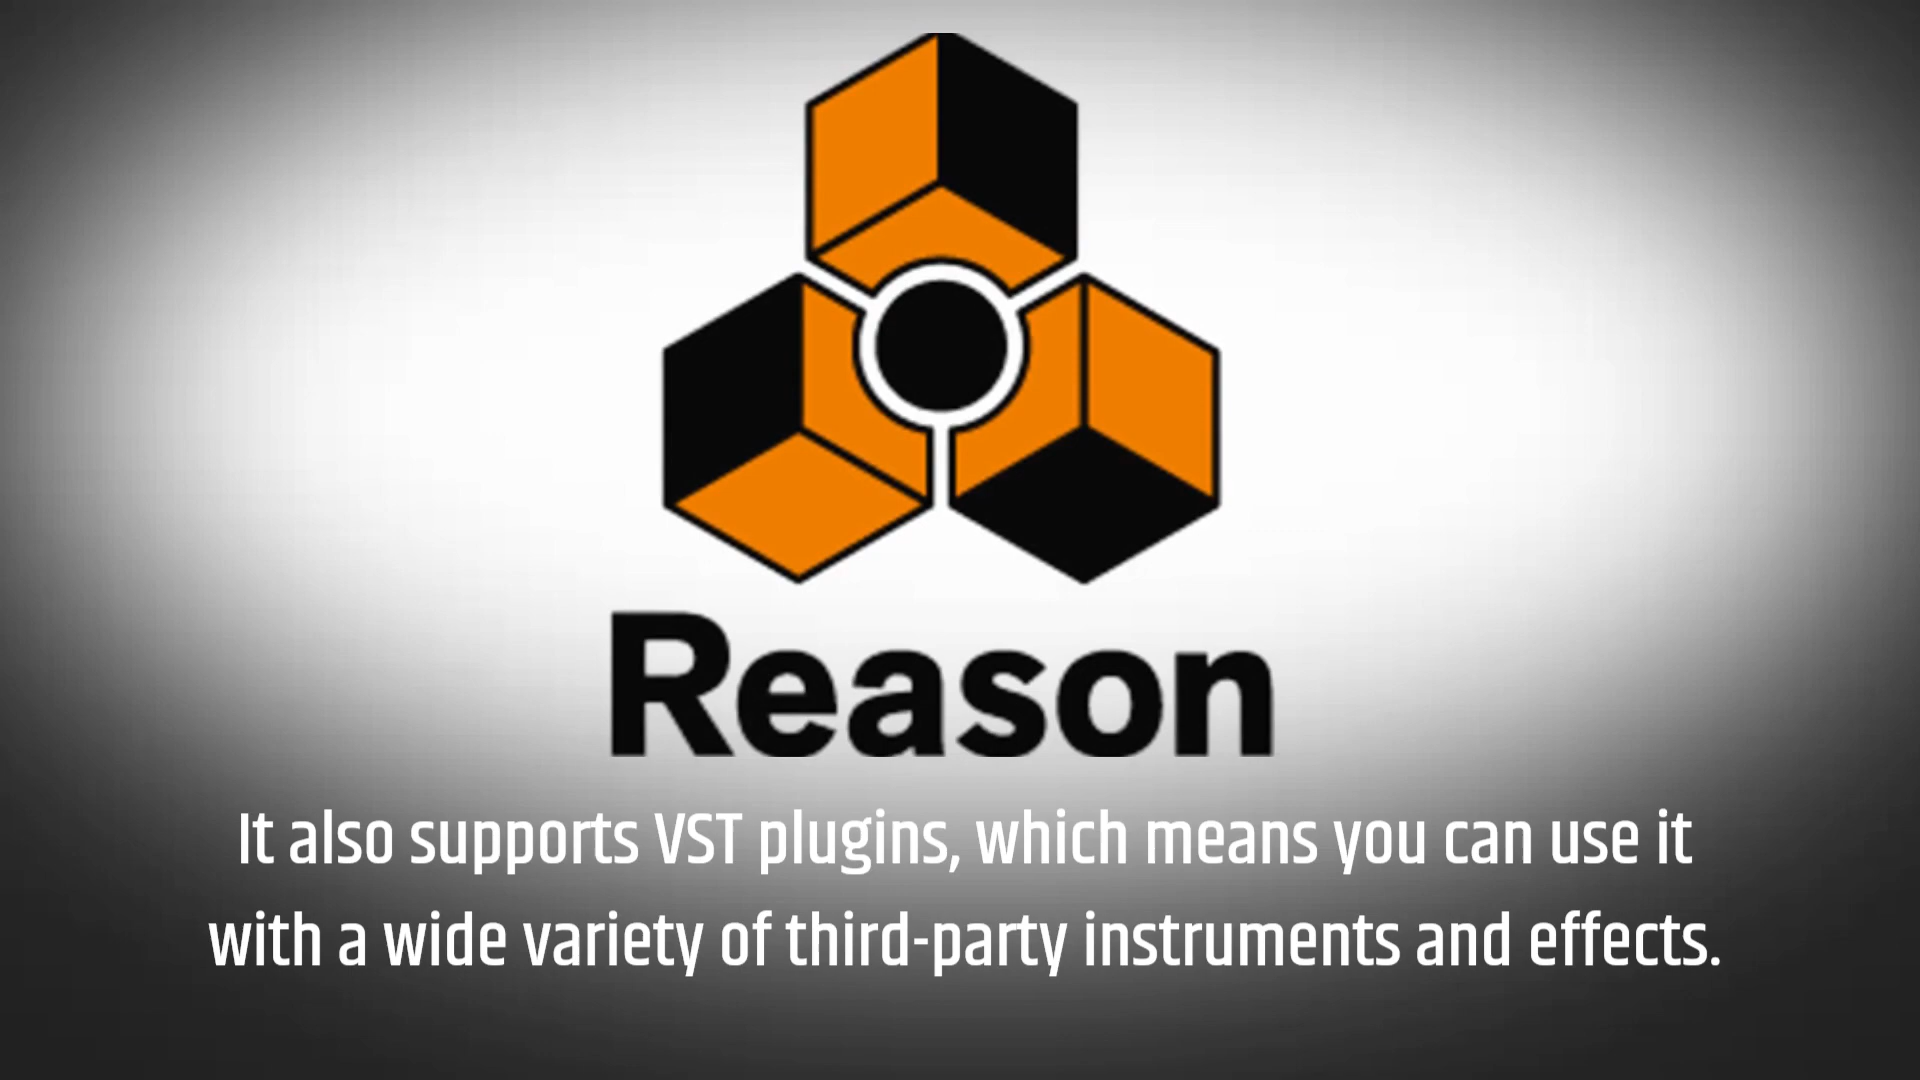 Reason
It also supports VST plugins, which means you can use it
with a wide variety of third-party instruments and effects.